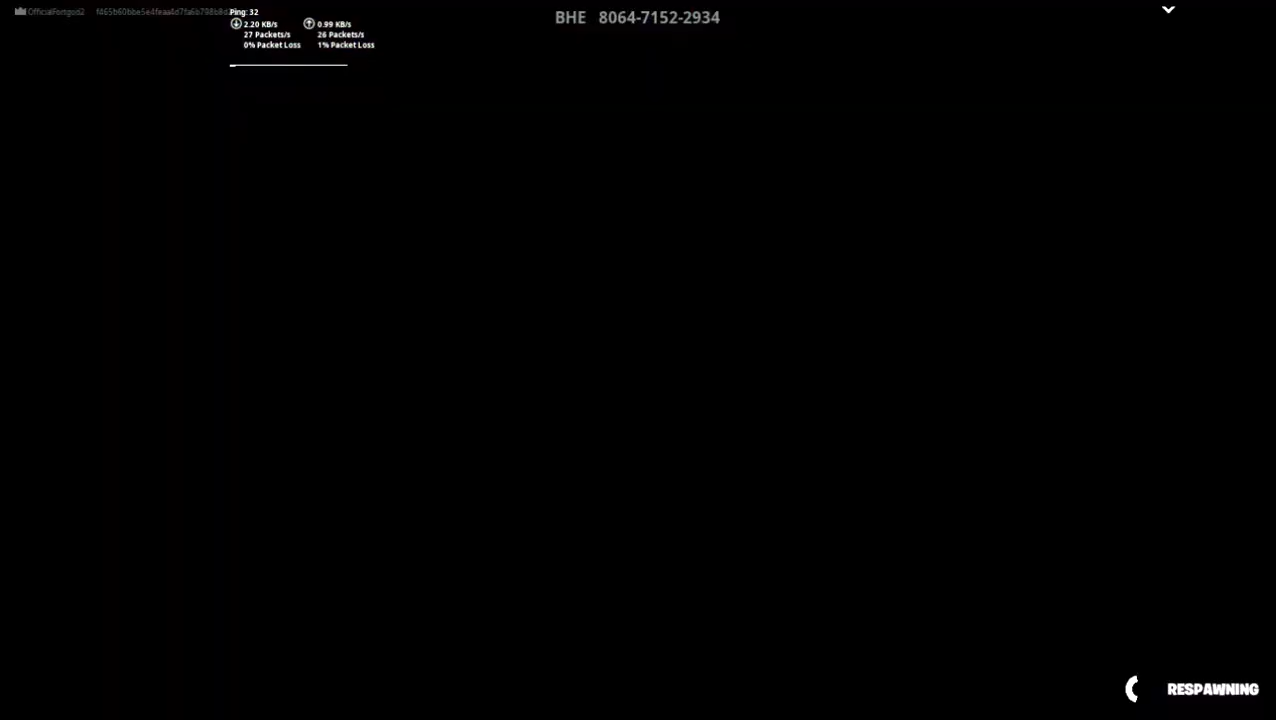 OfficialFortgod2
Ping: 32
2.20 KB/s 0.99 KB/s
27 Packets/s 26 Packets/s
0% Packet Loss 1% Packet Loss
BHE 8064-7152-2934
RESPAWNING